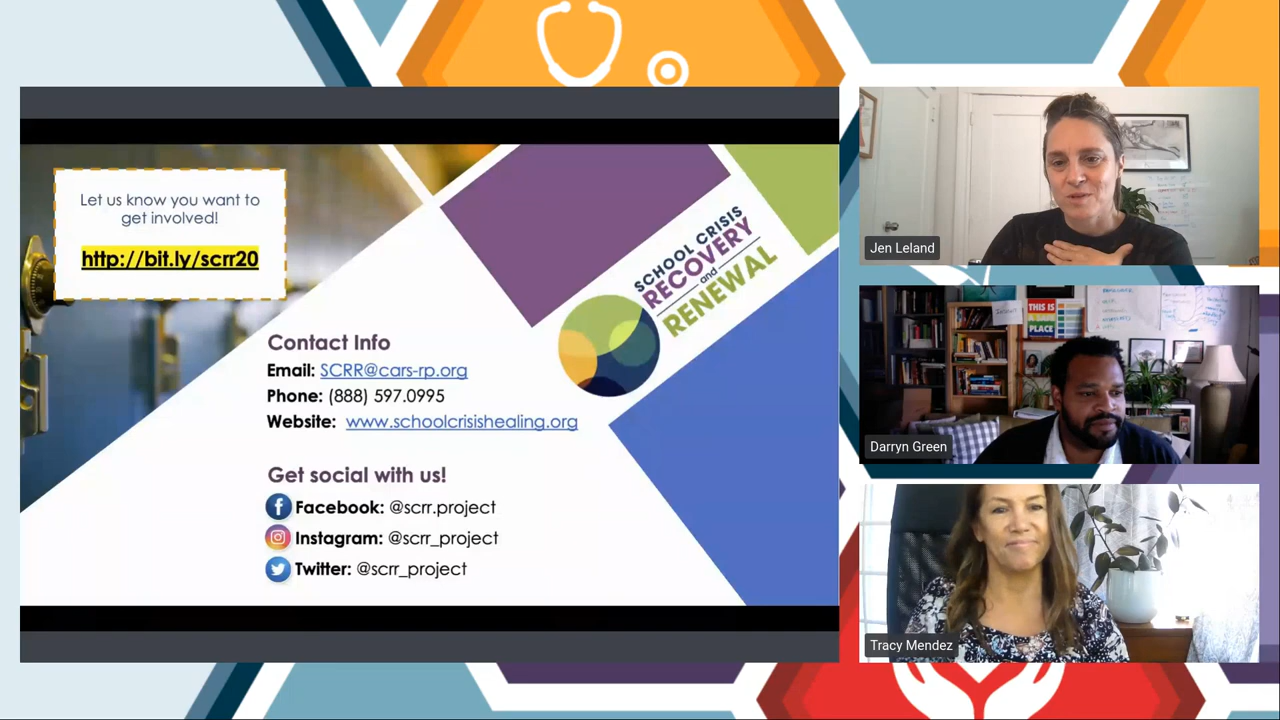 Let us know you want to
get involved!
http://bit.ly/scrr20
SCHOOL CRISIS
RECOVERY
and
RENEWAL
Contact Info
Email: SCRR@cars-rp.org
Phone: (888) 597.0995
Website: www.schoolcrisishealing.org
Get social with us!
Facebook: @scrr.project
Instagram: @scrr_project
Twitter: @scrr_project
Jen Leland
THIS IS
A SAFE
PLACE
Darryn Green
Tracy Mendez